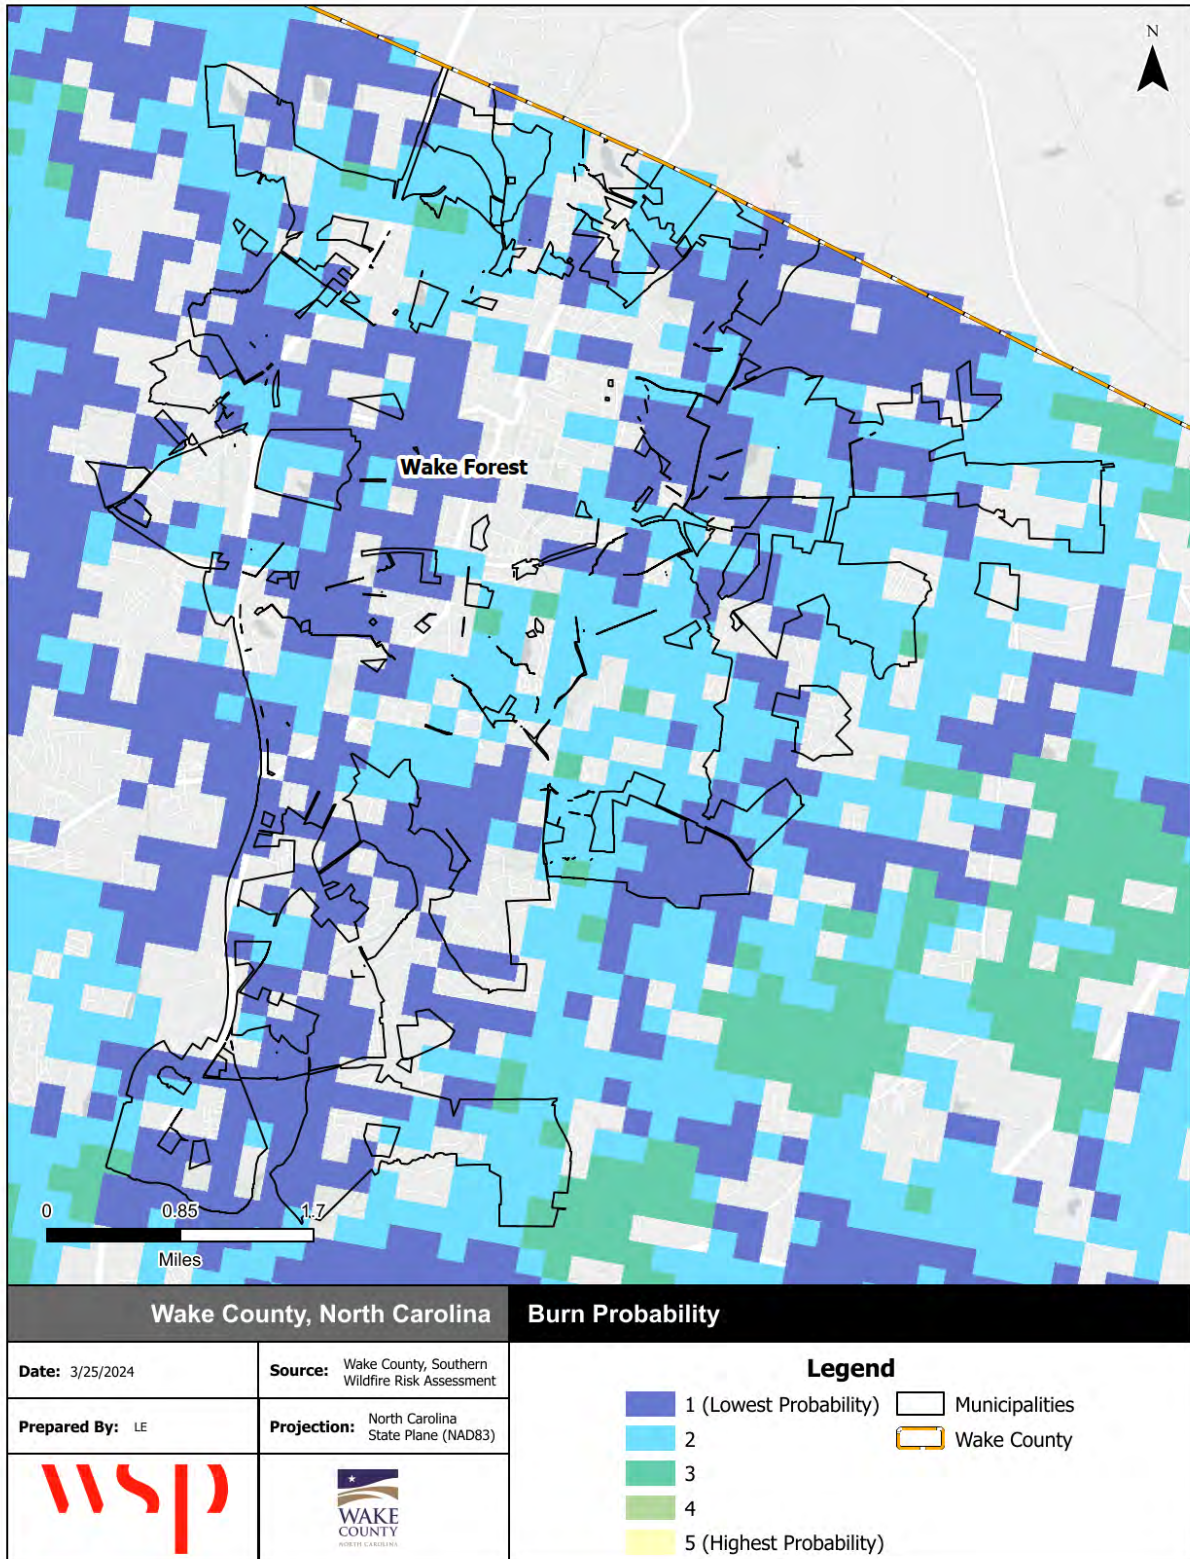 N
Wake Forest
0 0.85 1.7
Miles
Wake County, North Carolina
Burn Probability
Date: 3/25/2024
Source: Wake County, Southern
Wildfire Risk Assessment
Prepared By: LE
Projection: North Carolina
State Plane (NAD83)
wsp
WAKE
COUNTY
NORTH CAROLINA
Legend
1 (Lowest Probability)
2
3
4
5 (Highest Probability)
Municipalities
Wake County